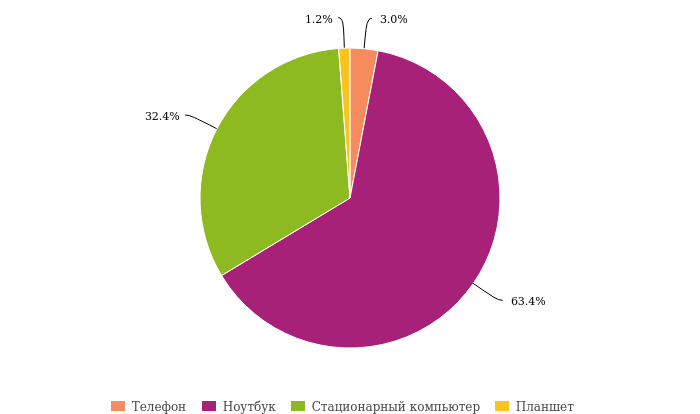 1.2% 3.0%
32.4%
63.4%
Телефон Ноутбук Стационарный компьютер Планшет